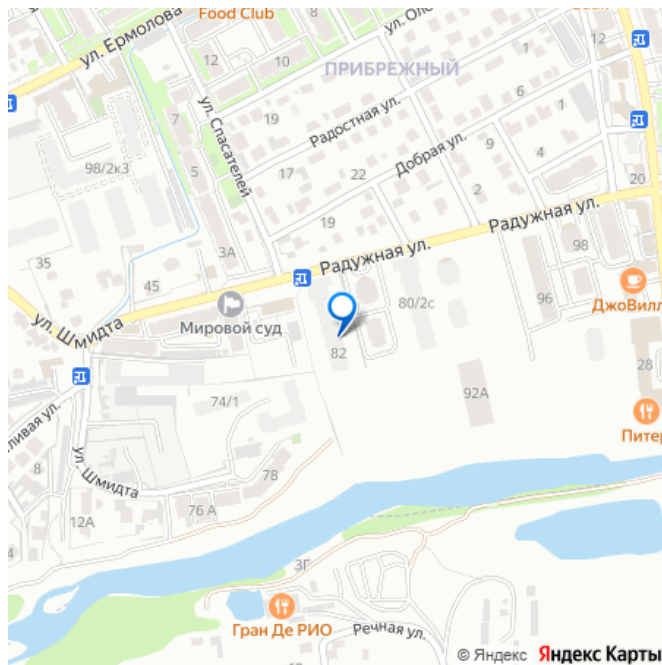 Food Club
8
ул. Ермолова
12
10
12
ПРИБРЕЖНЫЙ
6
1
7
ул. Спасателей
19
Радостная ул.
98/2к3
5
17
22
Добрая ул.
9
4
2
20
19
3А
Радужная ул.
Радужная ул.
98
35
45
ДжоВилл
80/2с
96
ул. Шмидта
Мировой суд
82
28
92А
74/1
Питер
ул. Шмидта
8
78
76 А
12А
4
3Г
Гран Де РИО
Речная ул.
© Яндекс Яндекс Карты